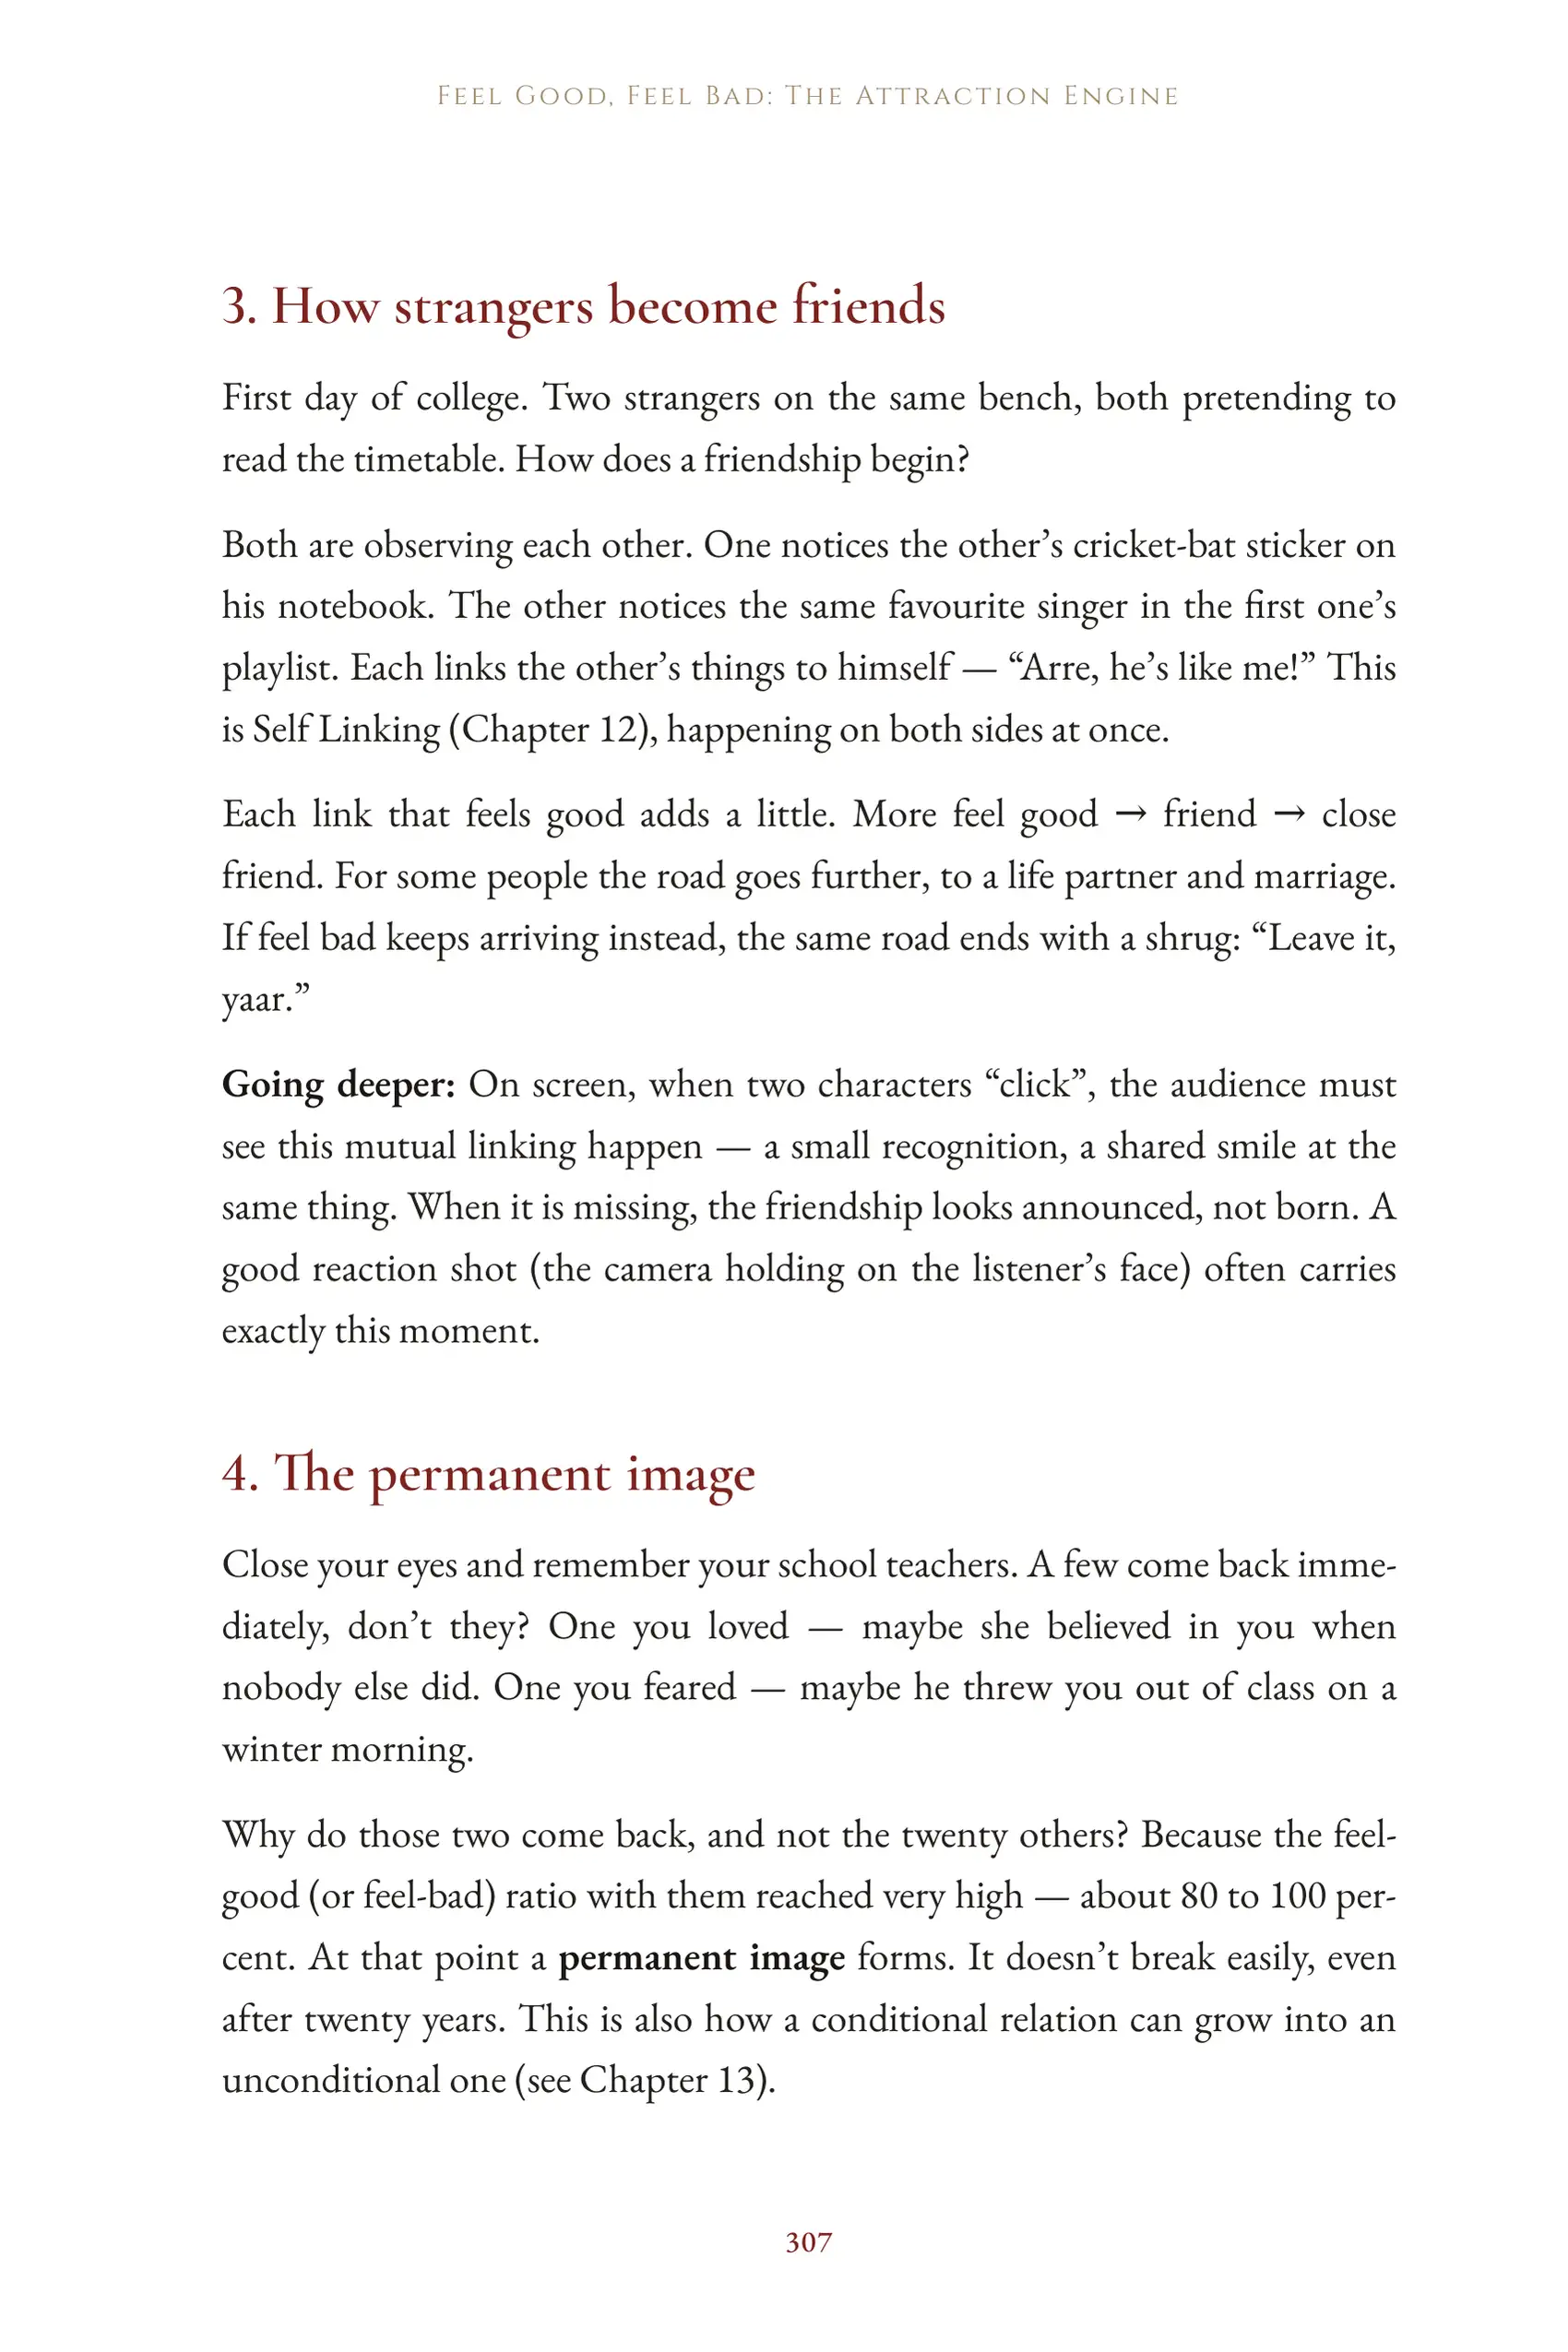 FEEL GOOD, FEEL BAD: THE ATTRACTION ENGINE
3. How strangers become friends
First day of college. Two strangers on the same bench, both pretending to
read the timetable. How does a friendship begin?
Both are observing each other. One notices the other’s cricket-bat sticker on
his notebook. The other notices the same favourite singer in the first one’s
playlist. Each links the other’s things to himself — “Arre, he’s like me!” This
is Self Linking (Chapter 12), happening on both sides at once.
Each link that feels good adds a little. More feel good → friend → close
friend. For some people the road goes further, to a life partner and marriage.
If feel bad keeps arriving instead, the same road ends with a shrug: “Leave it,
yaar.”
Going deeper: On screen, when two characters “click”, the audience must
see this mutual linking happen — a small recognition, a shared smile at the
same thing. When it is missing, the friendship looks announced, not born. A
good reaction shot (the camera holding on the listener’s face) often carries
exactly this moment.
4. The permanent image
Close your eyes and remember your school teachers. A few come back imme-
diately, don’t they? One you loved — maybe she believed in you when
nobody else did. One you feared — maybe he threw you out of class on a
winter morning.
Why do those two come back, and not the twenty others? Because the feel-
good (or feel-bad) ratio with them reached very high — about 80 to 100 per-
cent. At that point a permanent image forms. It doesn’t break easily, even
after twenty years. This is also how a conditional relation can grow into an
unconditional one (see Chapter 13).
307